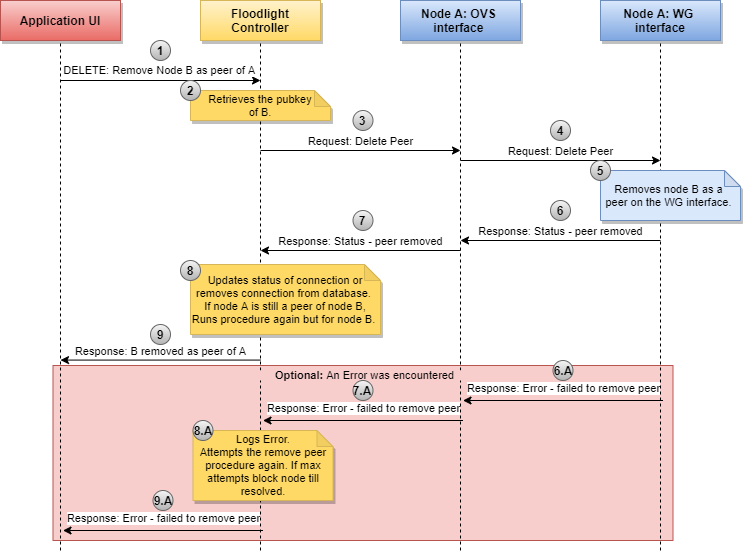 Application UI
Floodlight
Controller
Node A: OVS
interface
Node A: WG
interface
1
DELETE: Remove Node B as peer of A
2
Retrieves the pubkey
of B.
3
Request: Delete Peer
4
Request: Delete Peer
5
Removes node B as a
peer on the WG interface.
6
Response: Status - peer removed
7
Response: Status - peer removed
8
Updates status of connection or
removes connection from database.
If node A is still a peer of node B,
Runs procedure again but for node B.
9
Response: B removed as peer of A
Optional: An Error was encountered
6.A
Response: Error - failed to remove peer
7.A
Response: Error - failed to remove peer
8.A
Logs Error.
Attempts the remove peer
procedure again. If max
attempts block node till
resolved.
9.A
Response: Error - failed to remove peer